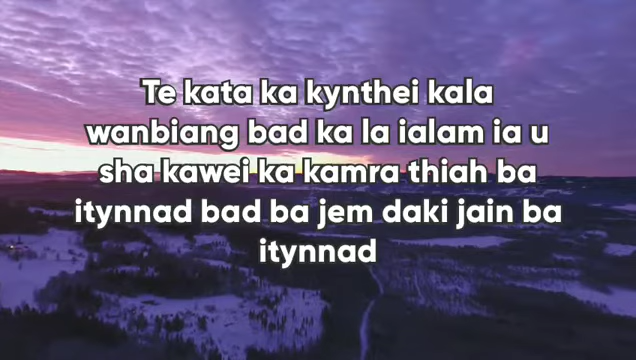 Te kata ka kynthei kala
wanbiang bad ka la ialam ia u
sha kawei ka kamra thiah ba
itynnad bad ba jem daki jain ba
itynnad